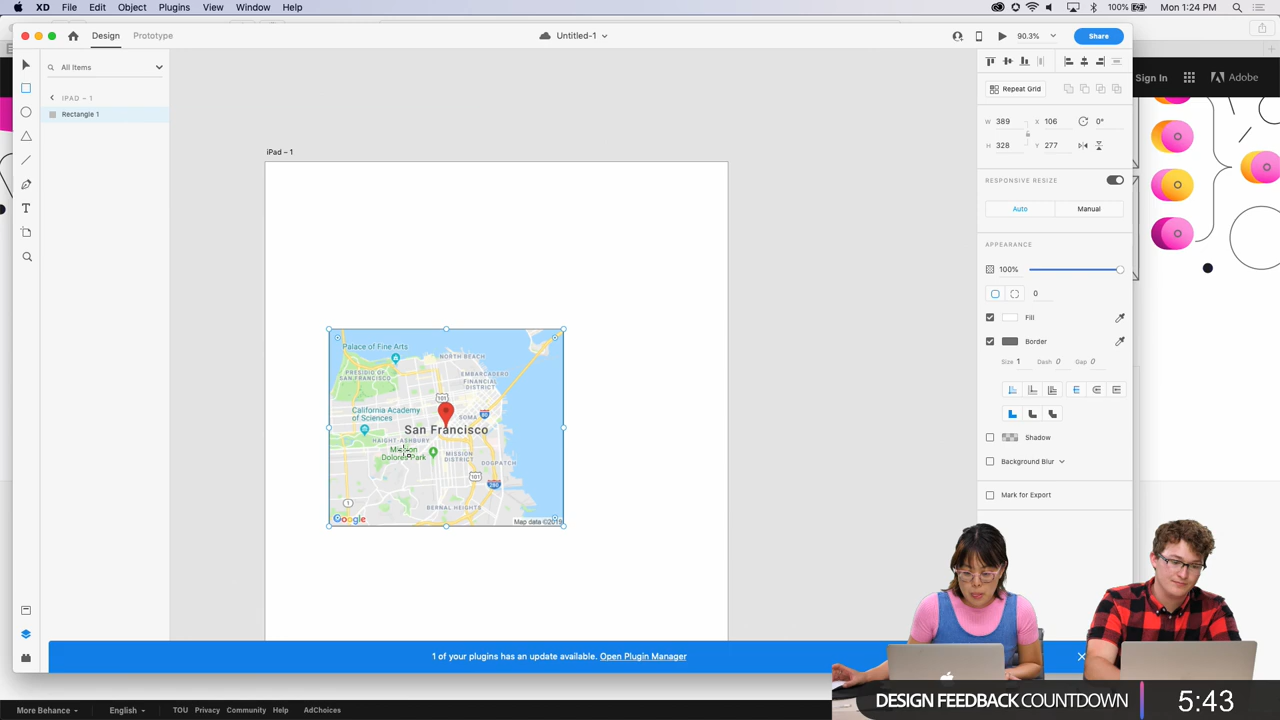 XD File Edit Object Plugins View Window Help 100% Mon 1:24 PM
Design Prototype Untitled-1 90.3% Share
All Items
IPAD – 1
Rectangle 1
iPad – 1
Palace of Fine Arts
NORTH BEACH
PRESIDIO OF
SAN FRANCISCO
EMBARCADERO
FINANCIAL
DISTRICT
101
California Academy
of Sciences
SOMA
80
San Francisco
HAIGHT-ASHBURY
Mission
Dolores Park
MISSION
DISTRICT
DOGPATCH
101
280
1
BERNAL HEIGHTS
Google
Map data ©2019
Repeat Grid
W 389 X 106 0°
H 328 Y 277
RESPONSIVE RESIZE
Auto Manual
APPEARANCE
100%
0
Fill
Border
Size 1 Dash 0 Gap 0
Shadow
Background Blur
Mark for Export
Sign In Adobe
1 of your plugins has an update available. Open Plugin Manager
More Behance English TOU Privacy Community Help AdChoices
DESIGN FEEDBACK COUNTDOWN 5:43